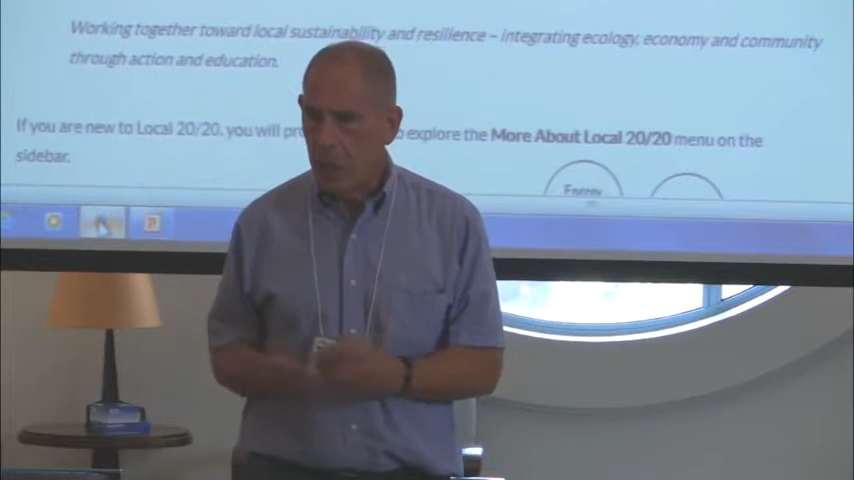 Working together toward local sustainability and resilience – integrating ecology, economy and community
through action and education.
If you are new to Local 20/20, you will explore the More About Local 20/20 menu on the
sidebar.
Energy